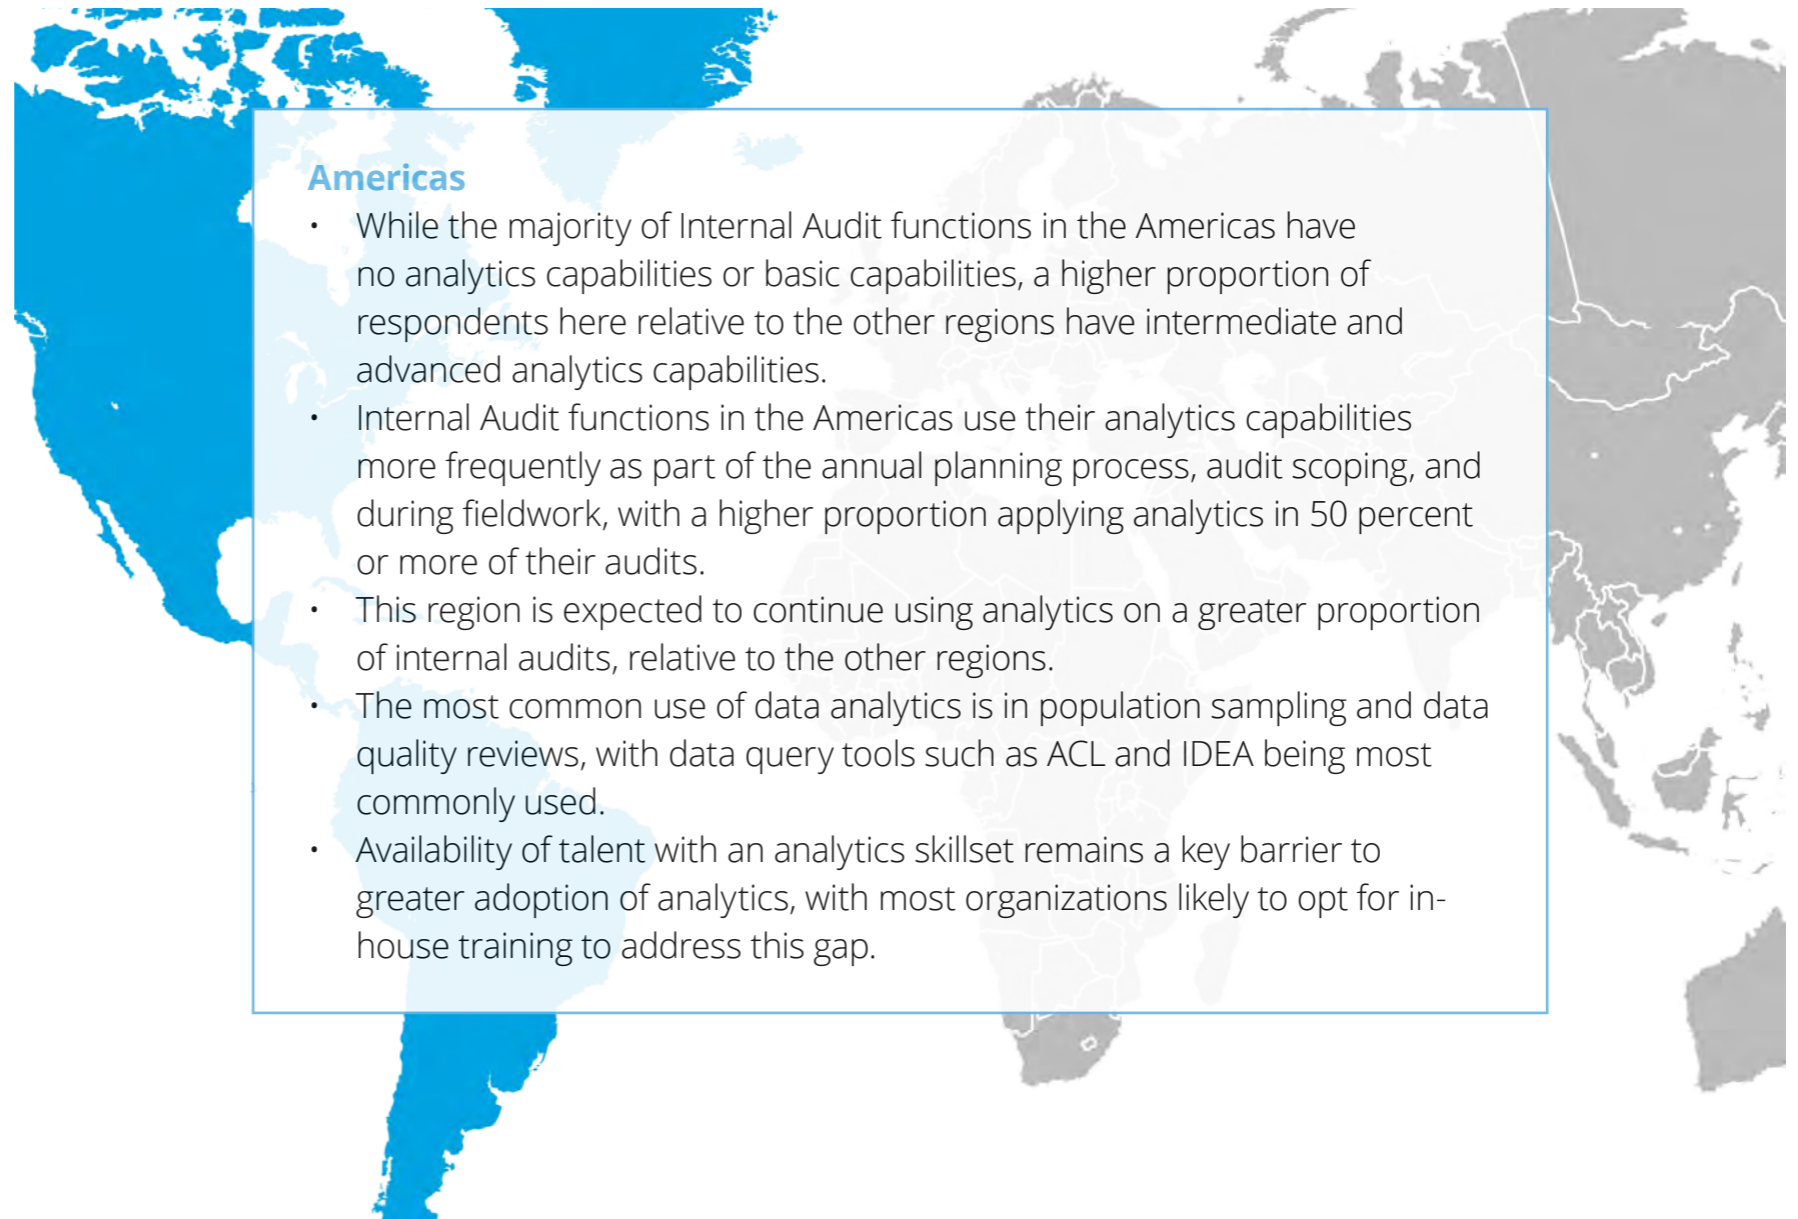 Americas
• While the majority of Internal Audit functions in the Americas have
no analytics capabilities or basic capabilities, a higher proportion of
respondents here relative to the other regions have intermediate and
advanced analytics capabilities.
• Internal Audit functions in the Americas use their analytics capabilities
more frequently as part of the annual planning process, audit scoping, and
during fieldwork, with a higher proportion applying analytics in 50 percent
or more of their audits.
• This region is expected to continue using analytics on a greater proportion
of internal audits, relative to the other regions.
• The most common use of data analytics is in population sampling and data
quality reviews, with data query tools such as ACL and IDEA being most
commonly used.
• Availability of talent with an analytics skillset remains a key barrier to
greater adoption of analytics, with most organizations likely to opt for in-
house training to address this gap.